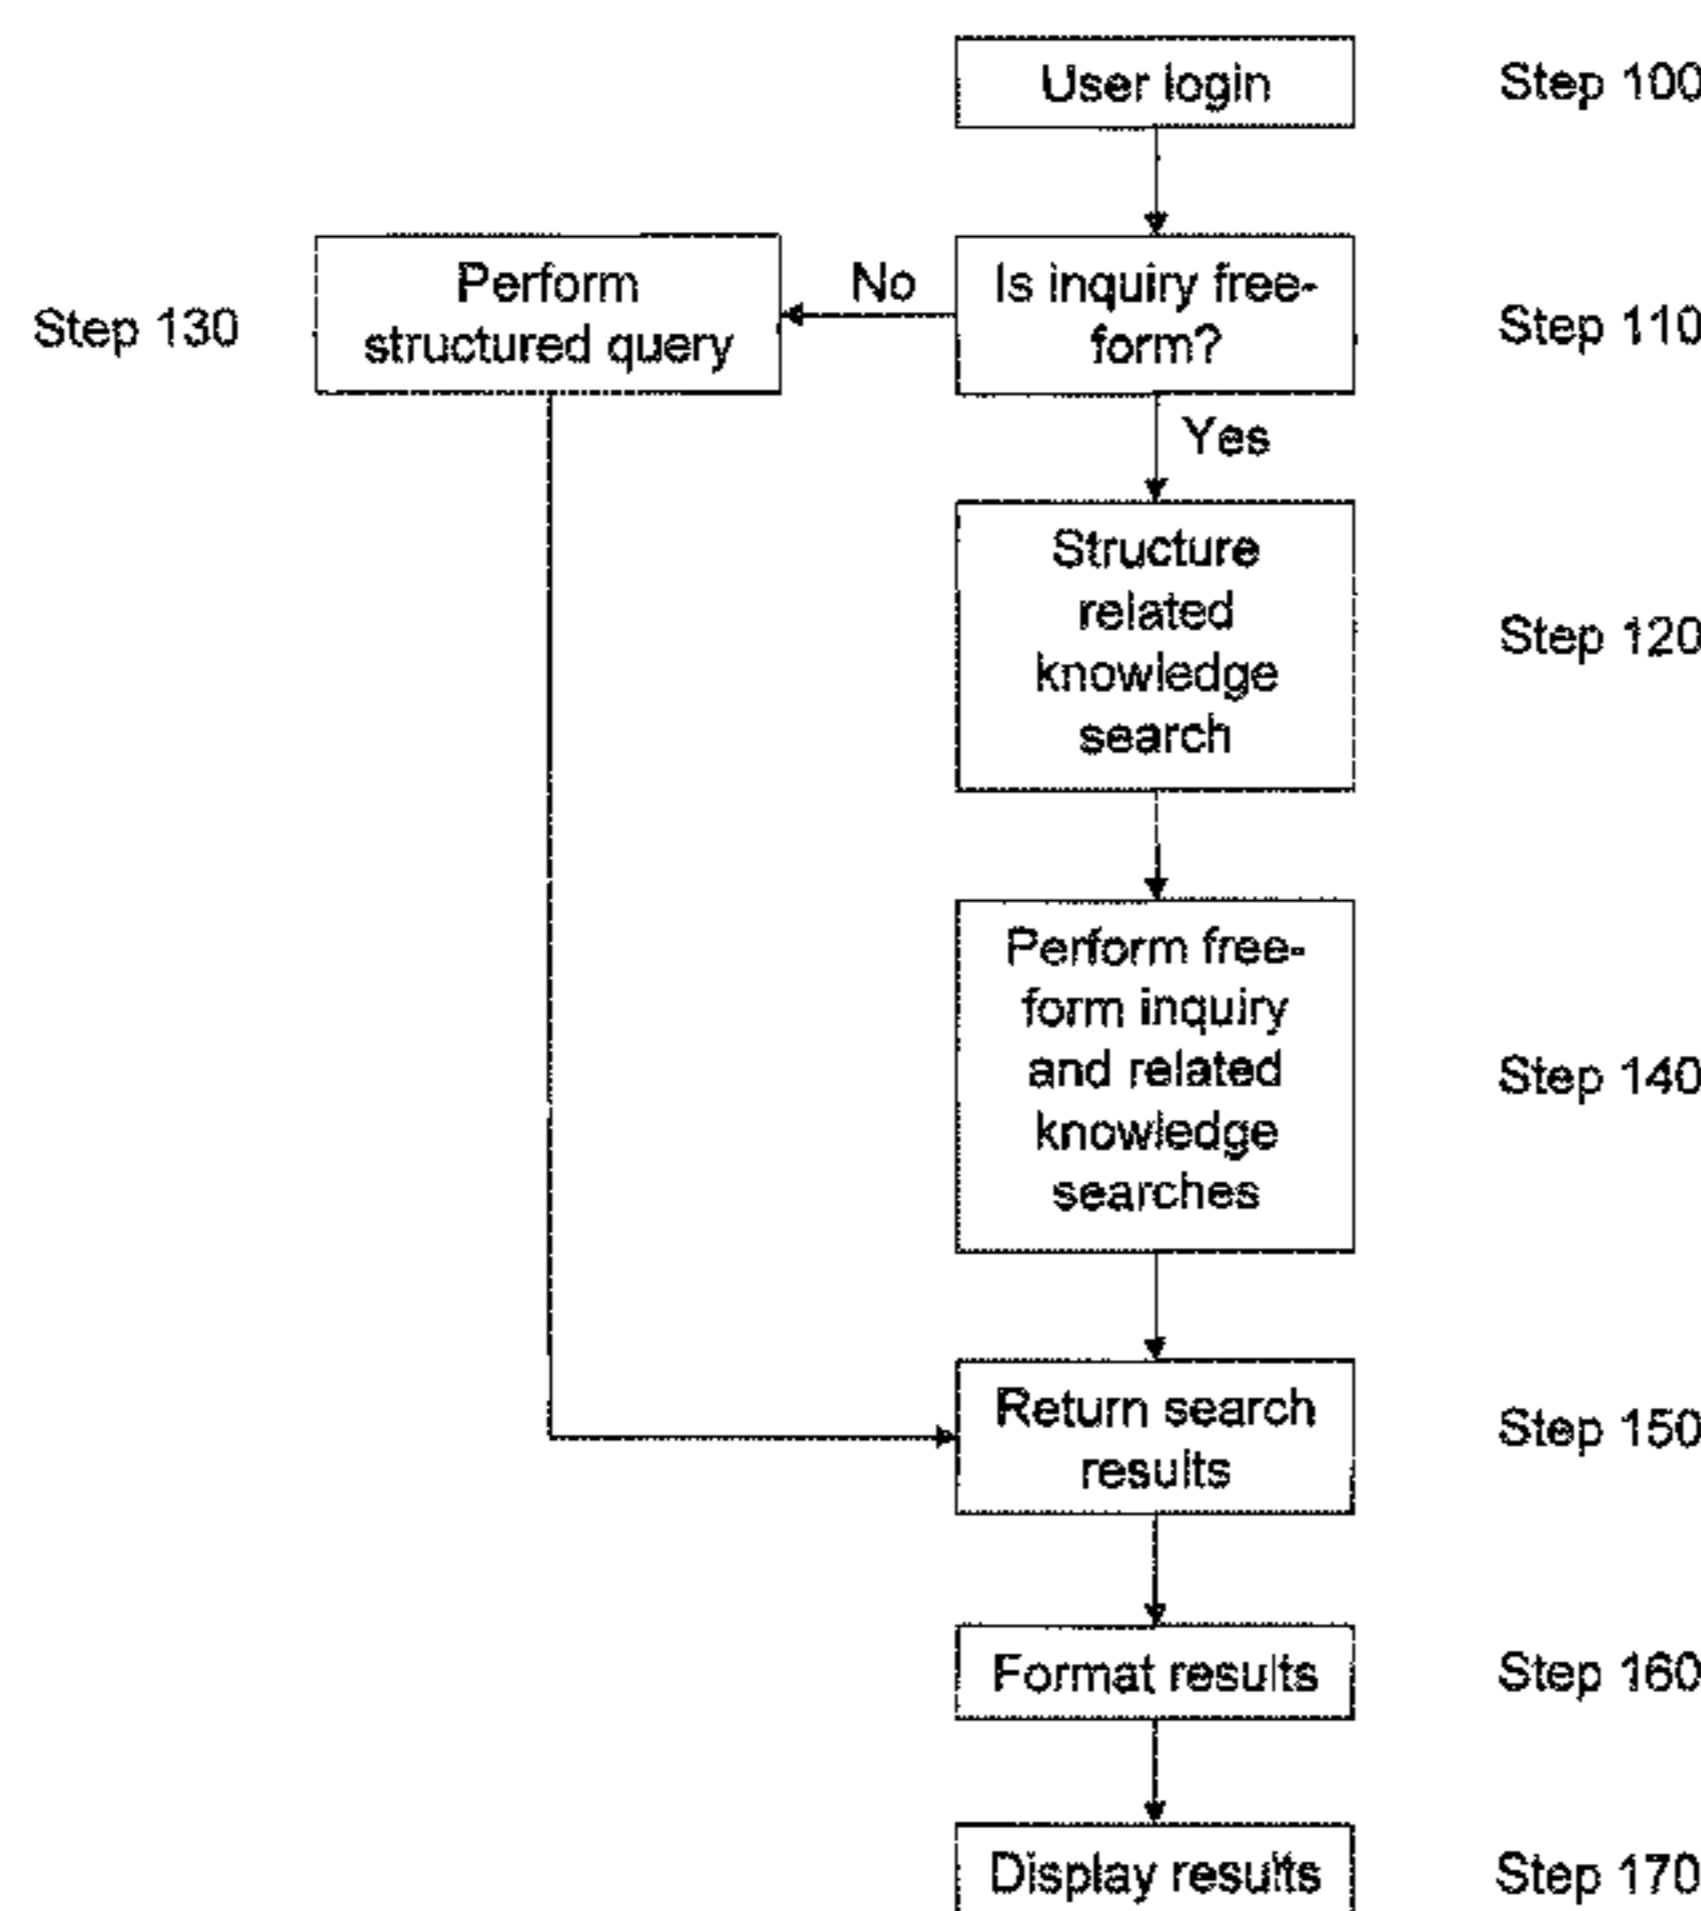 User login
Step 100
Perform
structured query
Step 130
No
Is inquiry free-
form?
Step 110
Yes
Structure
related
knowledge
search
Step 120
Perform free-
form inquiry
and related
knowledge
searches
Step 140
Return search
results
Step 150
Format results
Step 160
Display results
Step 170